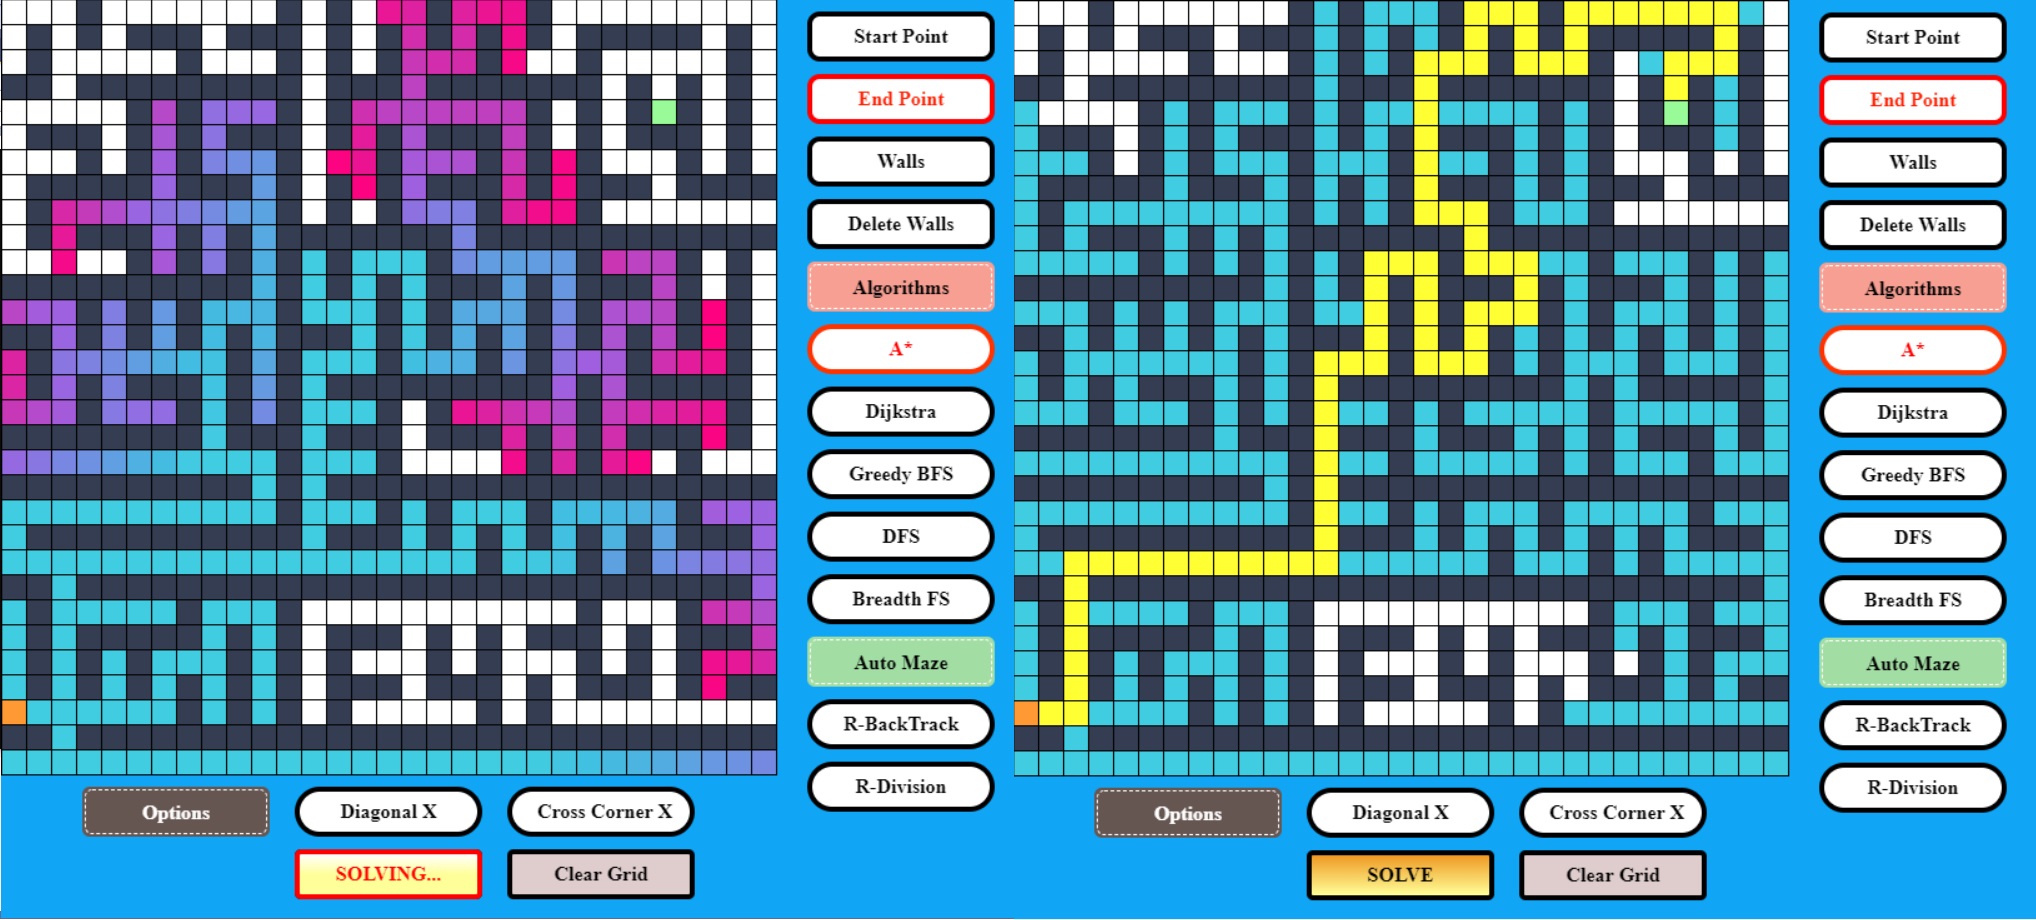 Start Point
End Point
Walls
Delete Walls
Algorithms
A*
Dijkstra
Greedy BFS
DFS
Breadth FS
Auto Maze
R-BackTrack
R-Division
Options
Diagonal X
Cross Corner X
SOLVING...
Clear Grid
Start Point
End Point
Walls
Delete Walls
Algorithms
A*
Dijkstra
Greedy BFS
DFS
Breadth FS
Auto Maze
R-BackTrack
R-Division
Options
Diagonal X
Cross Corner X
SOLVE
Clear Grid